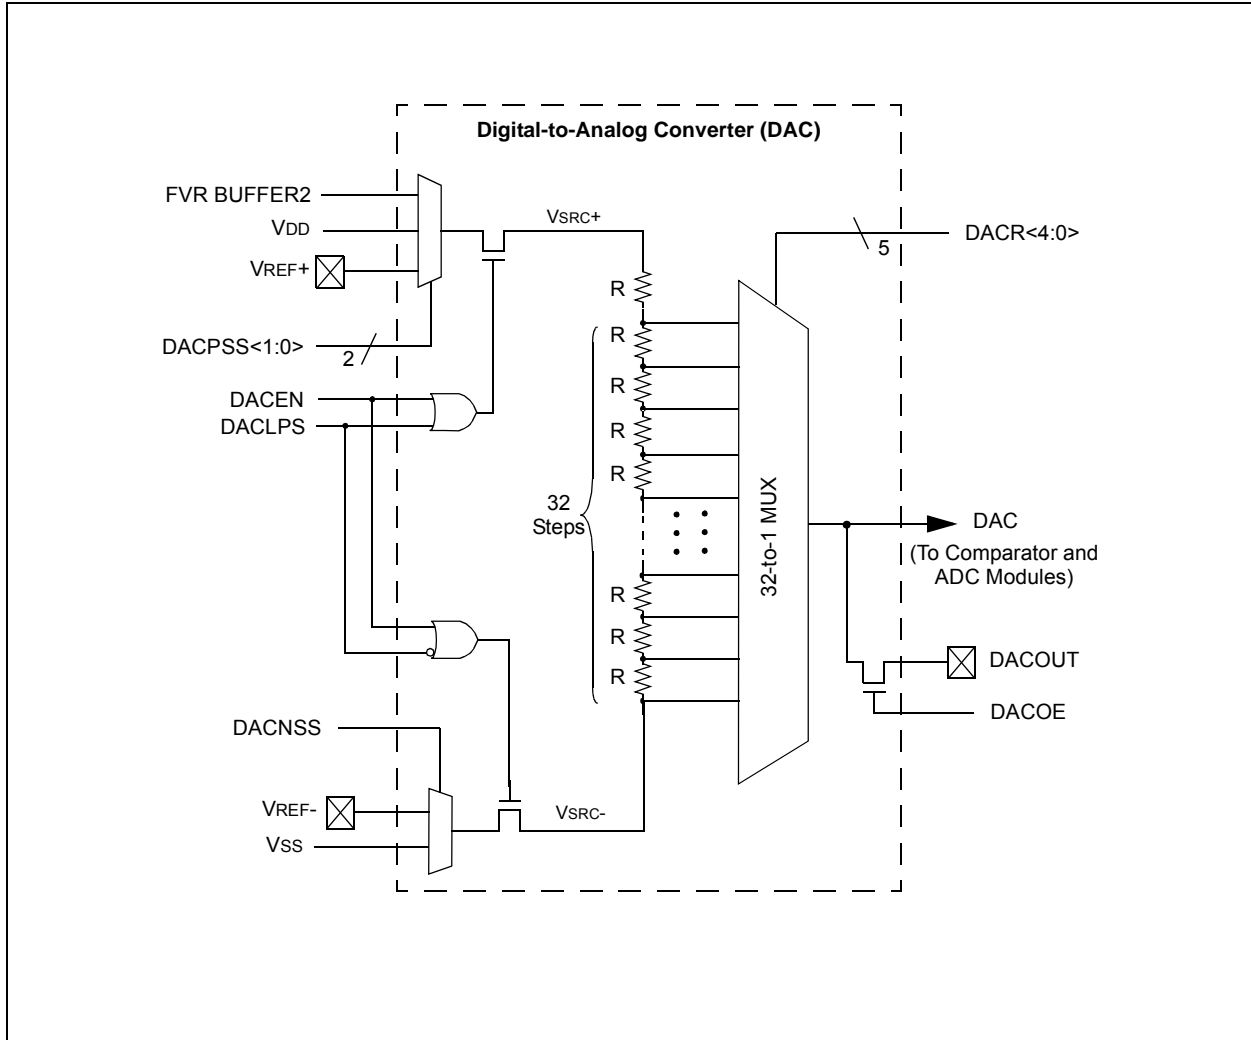 Digital-to-Analog Converter (DAC)
FVR BUFFER2
VDD
VREF+
DACPSS<1:0>
2
DACEN
DACLPS
VSRC+
R
R
R
R
R
32
Steps
R
R
R
32-to-1 MUX
5
DACR<4:0>
DAC
(To Comparator and
ADC Modules)
DACOUT
DACOE
DACNSS
VREF-
VSS
VSRC-